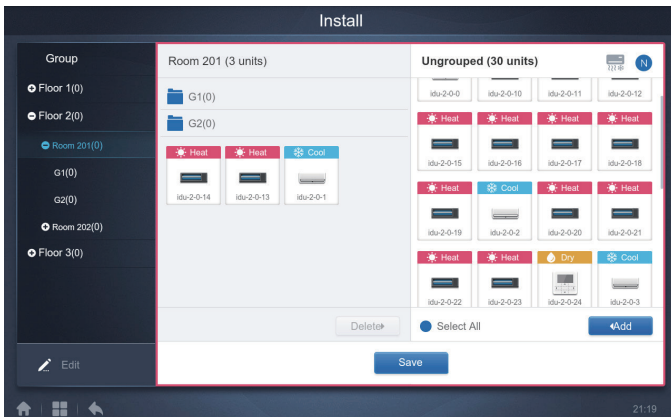 Install
Group
Floor 1(0)
Floor 2(0)
Room 201(0)
G1(0)
G2(0)
Room 202(0)
Floor 3(0)
Edit
Room 201 (3 units)
G1(0)
G2(0)
Heat Heat Cool
idu-2-0-14 idu-2-0-13 idu-2-0-1
Delete
Ungrouped (30 units)
N
idu-2-0-0 idu-2-0-10 idu-2-0-11 idu-2-0-12
Heat Heat Heat Heat
idu-2-0-15 idu-2-0-16 idu-2-0-17 idu-2-0-18
Heat Cool Heat Heat
idu-2-0-19 idu-2-0-2 idu-2-0-20 idu-2-0-21
Heat Heat Dry Cool
idu-2-0-22 idu-2-0-23 idu-2-0-24 idu-2-0-3
Select All
Add
Save
21:19